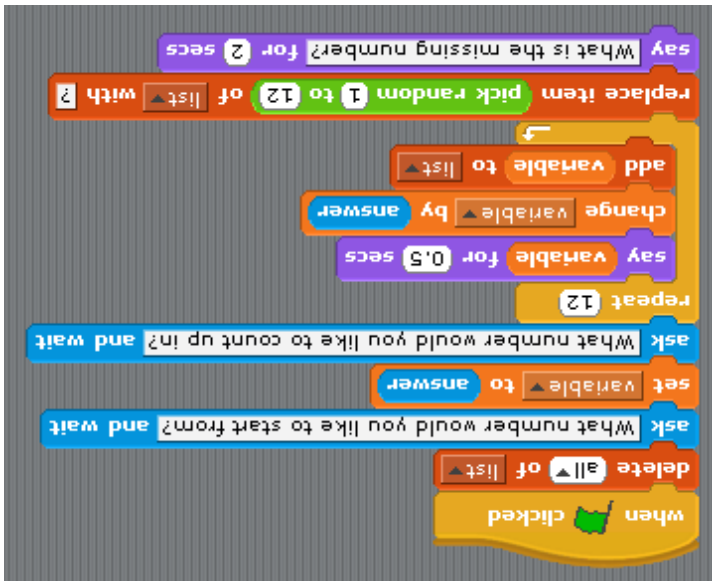 when clicked
delete all of list
ask What number would you like to start from? and wait
set variable to answer
ask What number would you like to count up in? and wait
repeat 12
say variable for 0.5 secs
change variable by answer
add variable to list
replace item pick random 1 to 12 of list with ?
say What is the missing number? for 2 secs